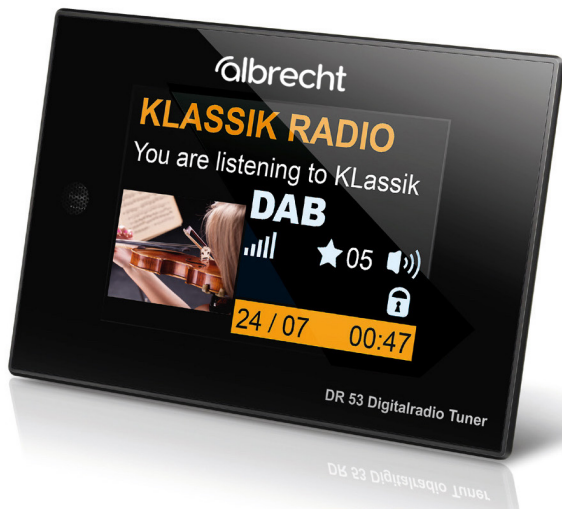 albrecht
KLASSIK RADIO
You are listening to KLassik
DAB
05
24 / 07 00:47
DR 53 Digitalradio Tuner
DR 53 Digitalradio Tuner